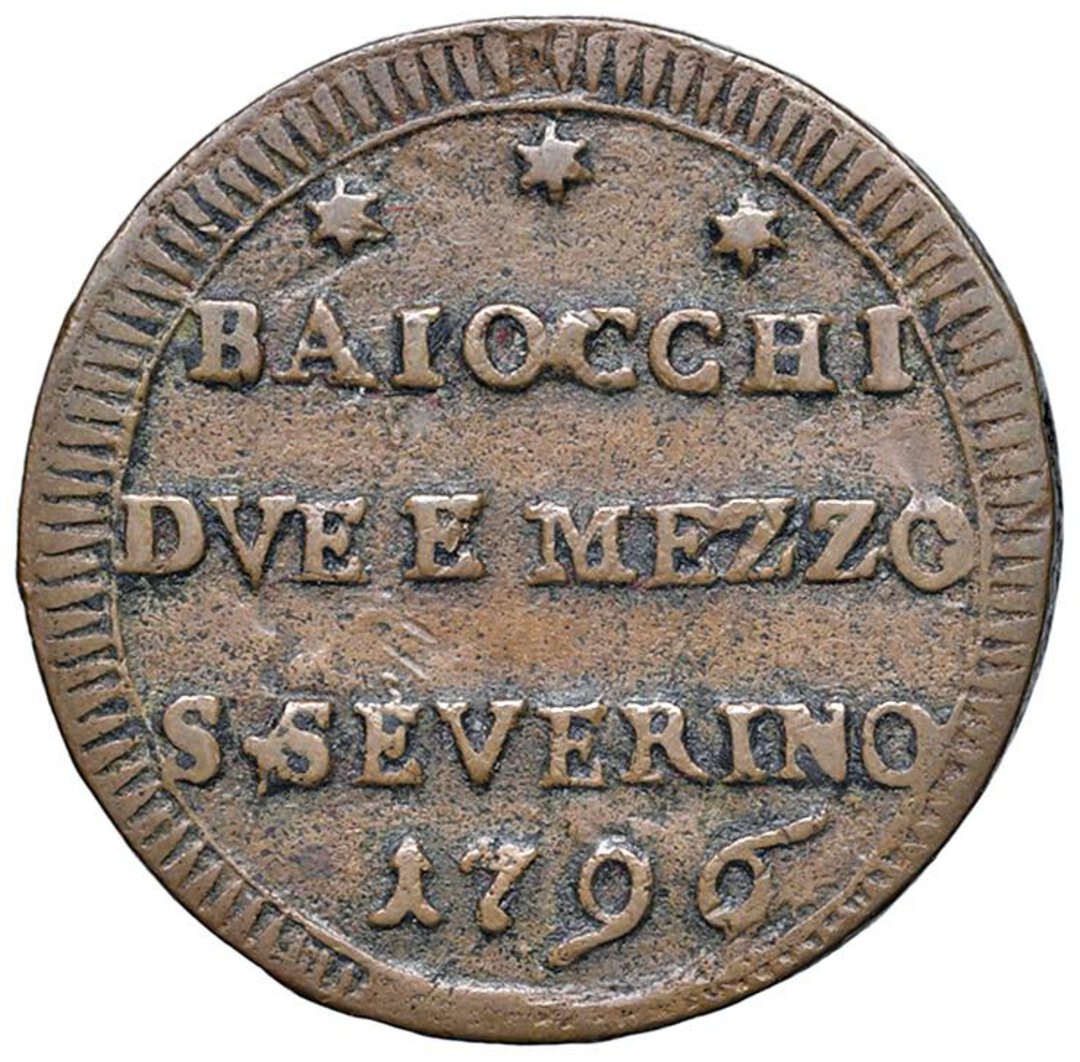 BAIOCCHI
DVE E MEZZO
S SEVERINO
1796